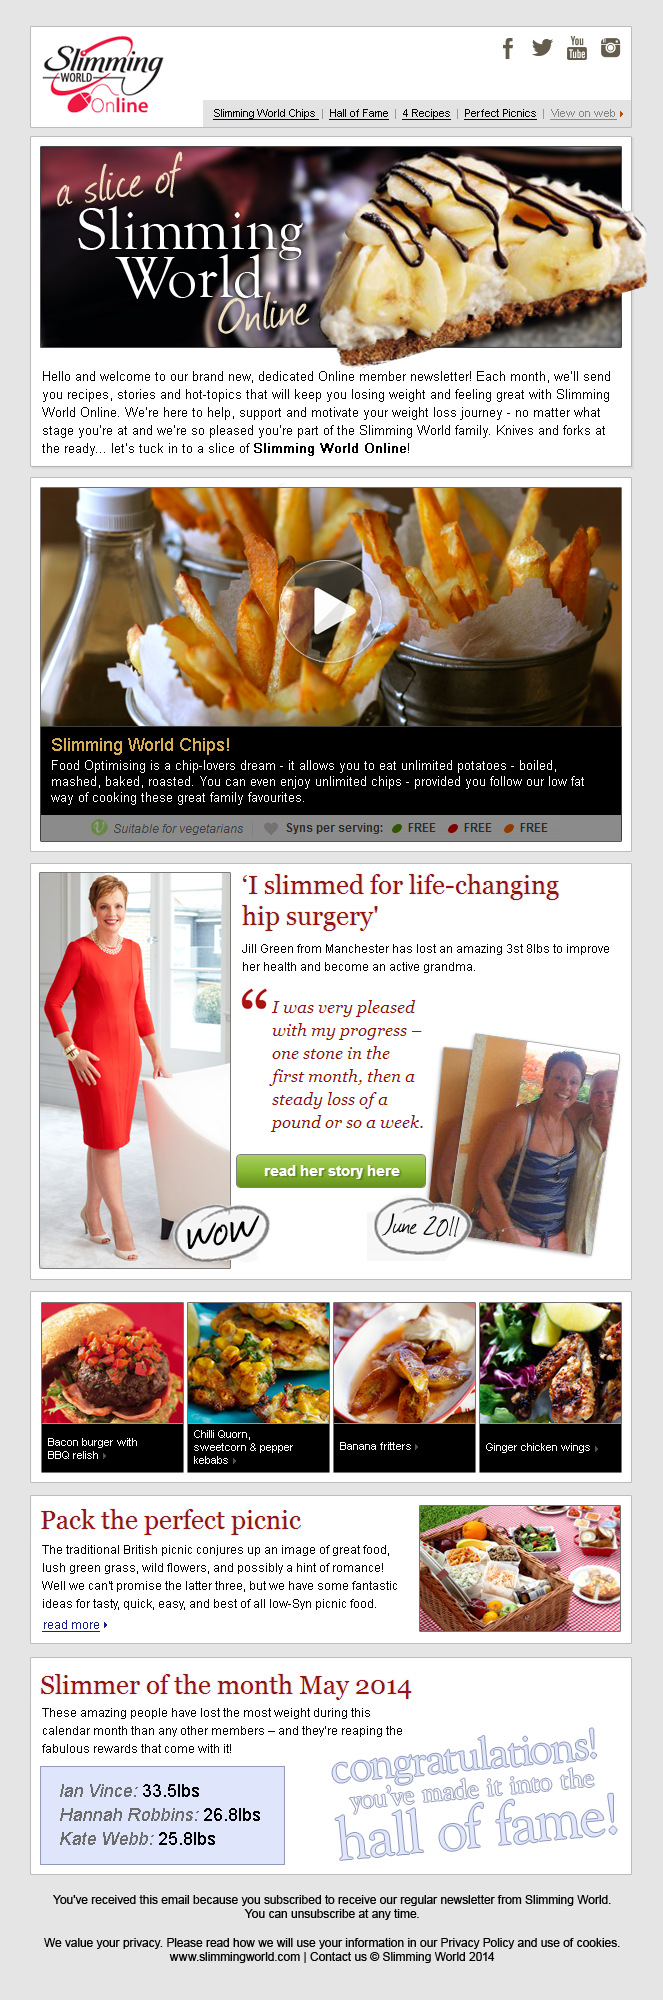 Slimming
WORLD
Online
You
Tube
Slimming World Chips | Hall of Fame | 4 Recipes | Perfect Picnics | View on web
a slice of
Slimming
World
Online
Hello and welcome to our brand new, dedicated Online member newsletter! Each month, we'll send
you recipes, stories and hot-topics that will keep you losing weight and feeling great with Slimming
World Online. We're here to help, support and motivate your weight loss journey - no matter what
stage you're at and we're so pleased you're part of the Slimming World family. Knives and forks at
the ready... let's tuck in to a slice of Slimming World Online!
Slimming World Chips!
Food Optimising is a chip-lovers dream - it allows you to eat unlimited potatoes - boiled,
mashed, baked, roasted. You can even enjoy unlimited chips - provided you follow our low fat
way of cooking these great family favourites.
V Suitable for vegetarians | Syns per serving: FREE FREE FREE
‘I slimmed for life-changing
hip surgery'
Jill Green from Manchester has lost an amazing 3st 8lbs to improve
her health and become an active grandma.
“ I was very pleased
with my progress –
one stone in the
first month, then a
steady loss of a
pound or so a week.
read her story here
WOW
June 2011
Bacon burger with
BBQ relish
Chilli Quorn,
sweetcorn & pepper
kebabs
Banana fritters
Ginger chicken wings
Pack the perfect picnic
The traditional British picnic conjures up an image of great food,
lush green grass, wild flowers, and possibly a hint of romance!
Well we can't promise the latter three, but we have some fantastic
ideas for tasty, quick, easy, and best of all low-Syn picnic food.
read more
Slimmer of the month May 2014
These amazing people have lost the most weight during this
calendar month than any other members – and they're reaping the
fabulous rewards that come with it!
Ian Vince: 33.5lbs
Hannah Robbins: 26.8lbs
Kate Webb: 25.8lbs
congratulations!
you've made it into the
hall of fame!
You've received this email because you subscribed to receive our regular newsletter from Slimming World.
You can unsubscribe at any time.
We value your privacy. Please read how we will use your information in our Privacy Policy and use of cookies.
www.slimmingworld.com | Contact us © Slimming World 2014